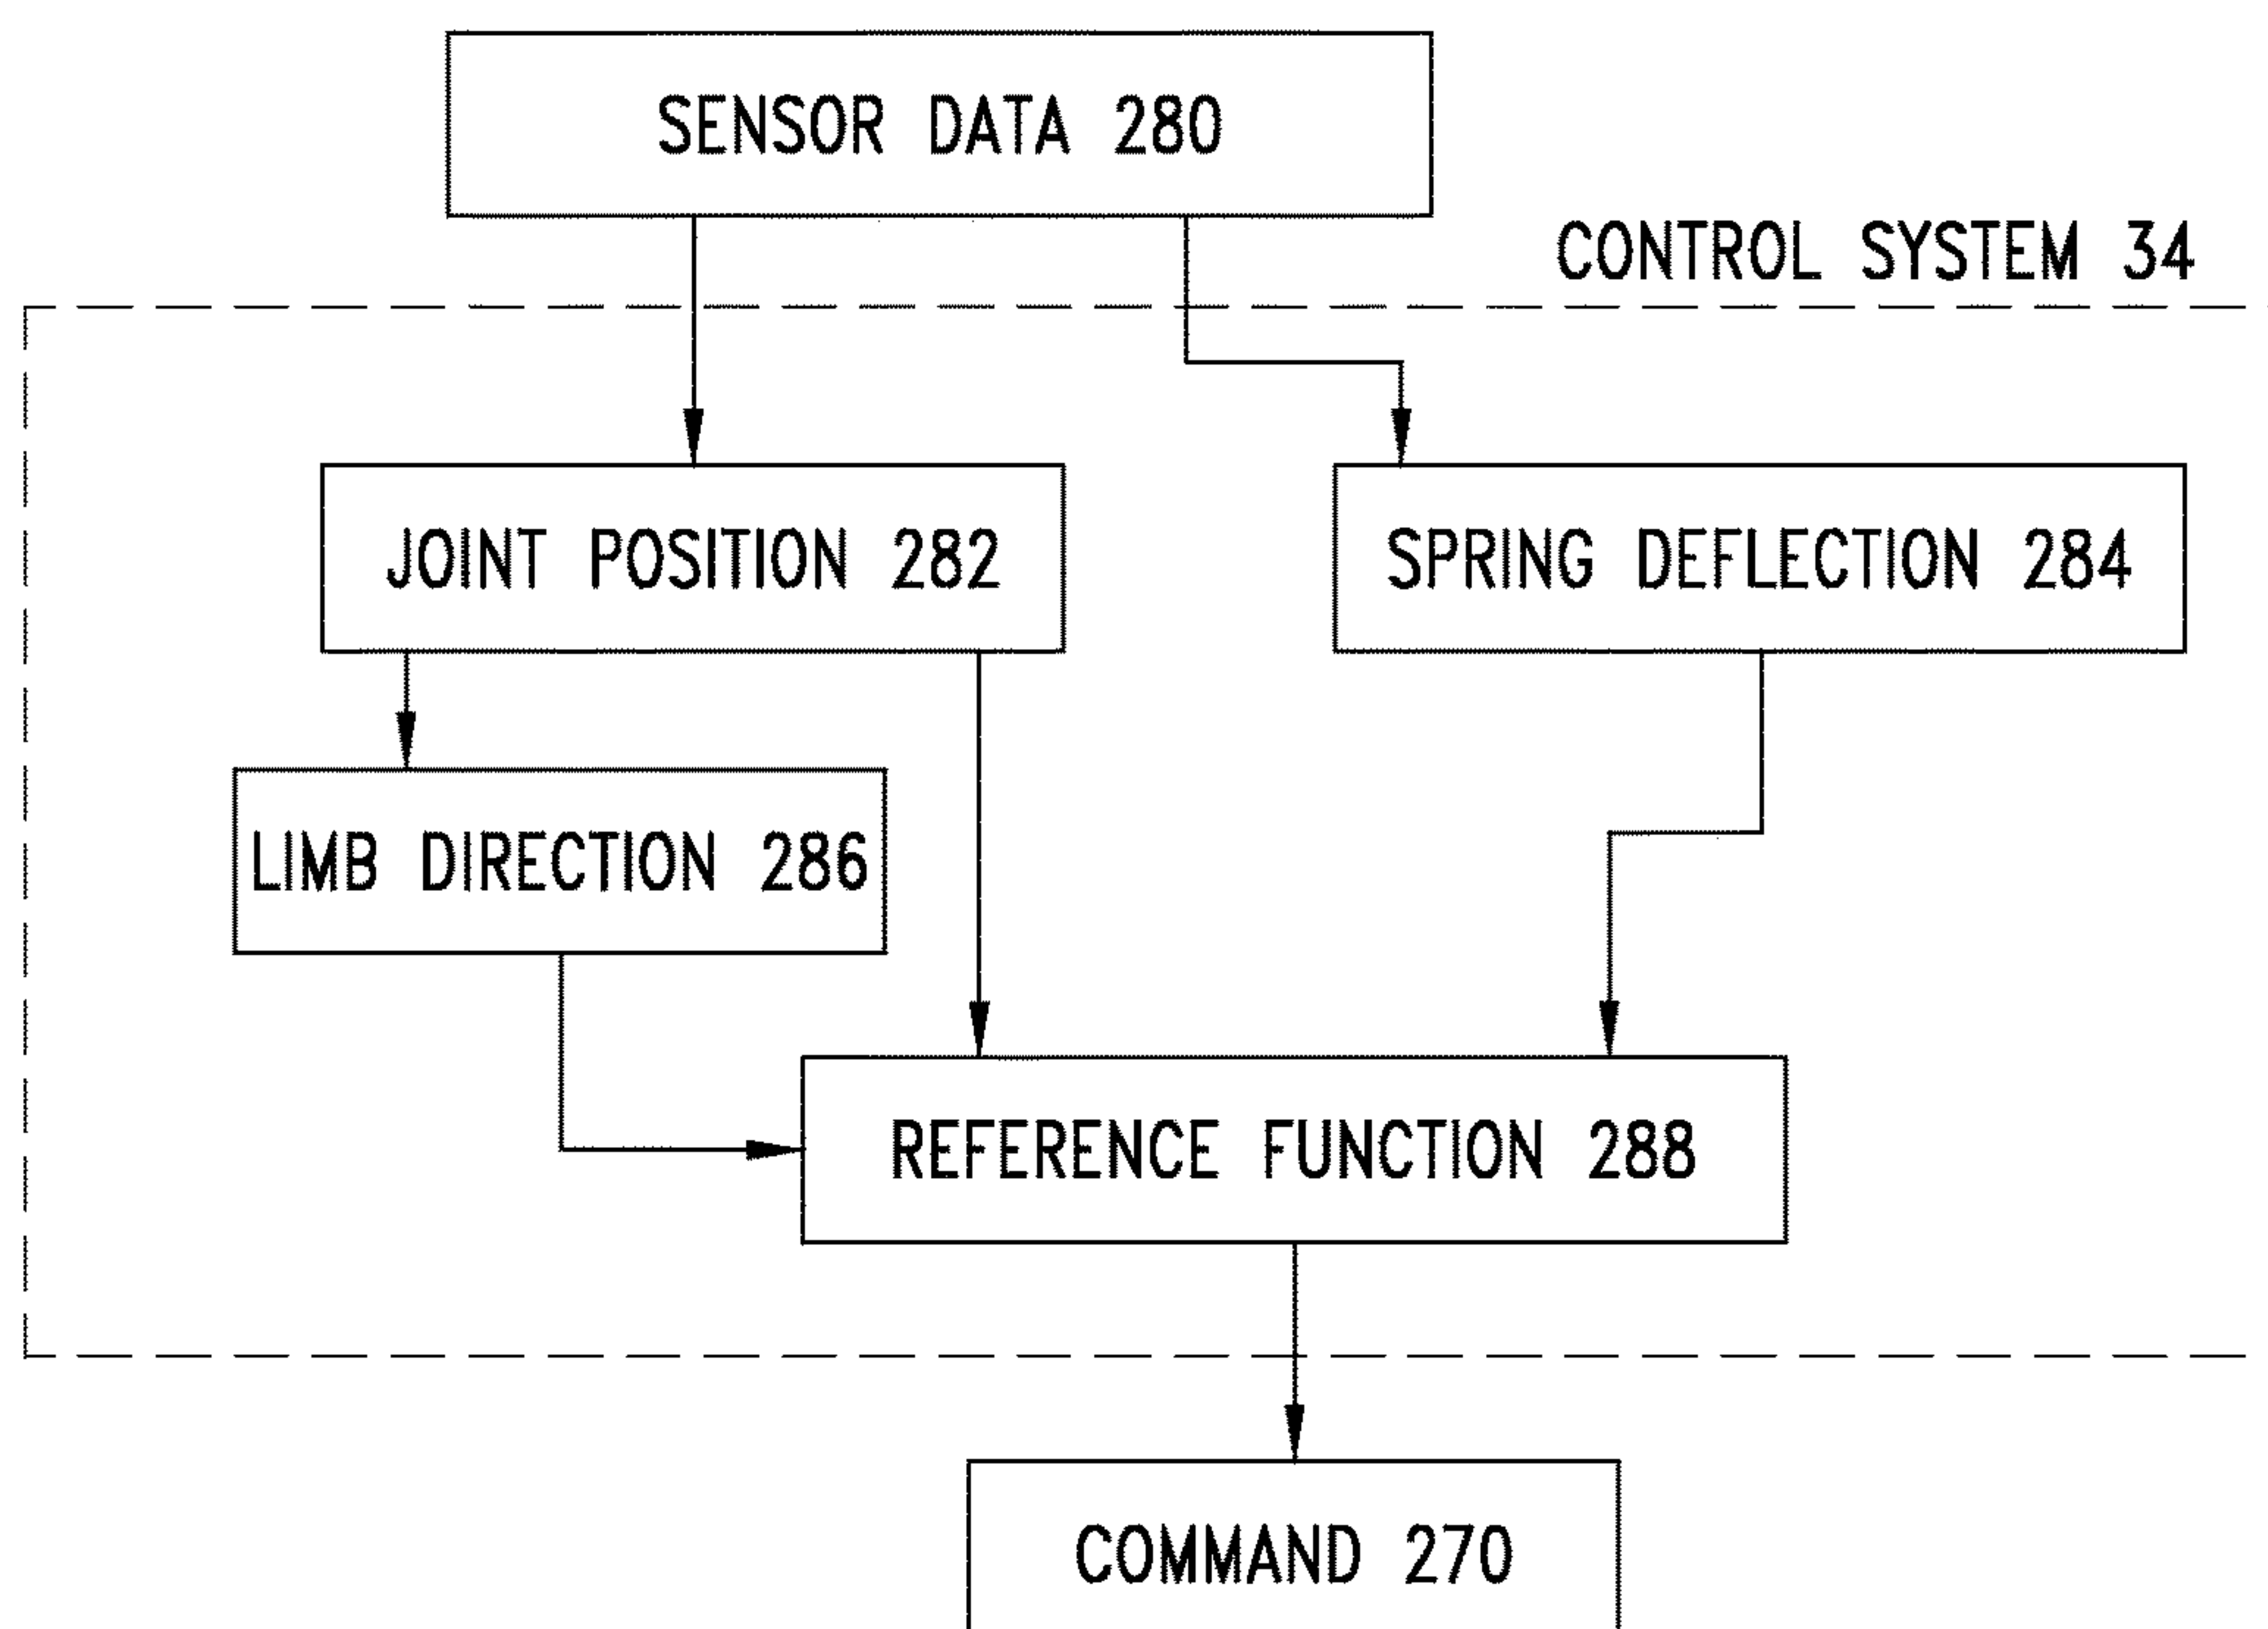 SENSOR DATA 280
CONTROL SYSTEM 34
JOINT POSITION 282
SPRING DEFLECTION 284
LIMB DIRECTION 286
REFERENCE FUNCTION 288
COMMAND 270